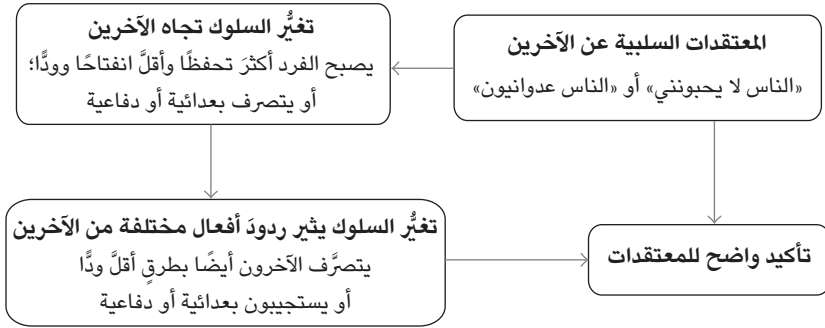 المعتقدات السلبية عن الآخرين
«الناس لا يحبونني» أو «الناس عدوانيون»
تغيُّر السلوك تجاه الآخرين
يصبح الفرد أكثرَ تحفظًا وأقلَّ انفتاحًا وودًّا؛
أو يتصرف بعدائية أو دفاعية
تغيُّر السلوك يثير ردودَ أفعال مختلفة من الآخرين
يتصرَّف الآخرون أيضًا بطرقٍ أقلَّ ودًّا
أو يستجيبون بعدائية أو دفاعية
تأكيد واضح للمعتقدات